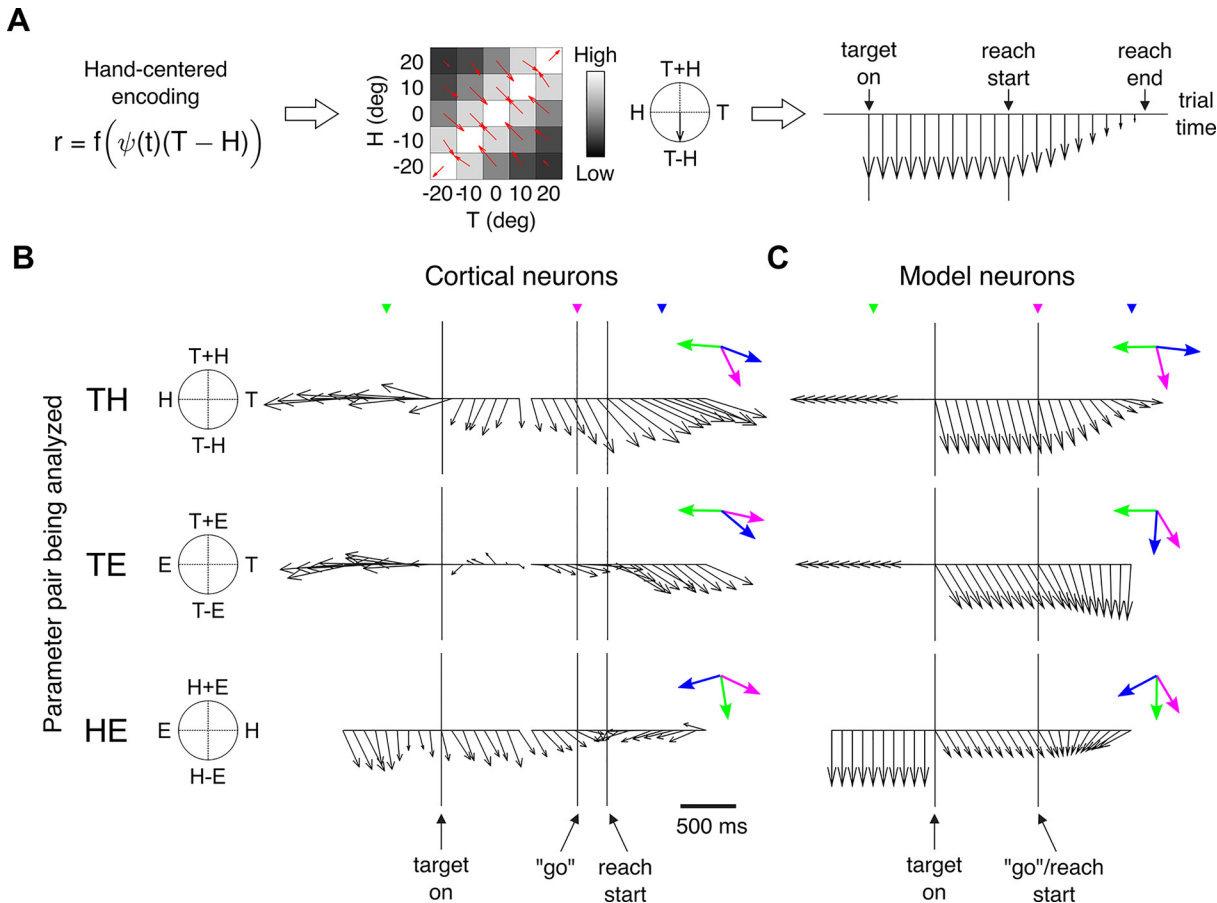 A
Hand-centered
encoding
r = f(ψ(t)(T − H))
H (deg)
20
10
0
-10
-20
-20 -10 0 10 20
T (deg)
High
Low
T+H
H T
T-H
target
on
reach
start
reach
end
trial
time
B
Cortical neurons
C
Model neurons
Parameter pair being analyzed
TH
T+H
H T
T-H
TE
T+E
E T
T-E
HE
H+E
E H
H-E
500 ms
target
on
"go"
reach
start
target
on
"go"/reach
start